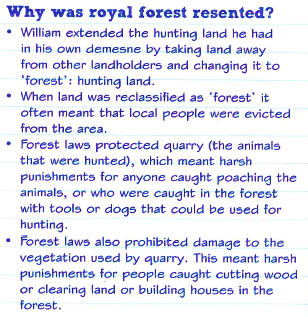 Why was royal forest resented?
• William extended the hunting land he had
in his own demesne by taking land away
from other landholders and changing it to
'forest': hunting land.
• When land was reclassified as 'forest' it
often meant that local people were evicted
from the area.
• Forest laws protected quarry (the animals
that were hunted), which meant harsh
punishments for anyone caught poaching the
animals, or who were caught in the forest
with tools or dogs that could be used for
hunting.
• Forest laws also prohibited damage to the
vegetation used by quarry. This meant harsh
punishments for people caught cutting wood
or clearing land or building houses in the
forest.